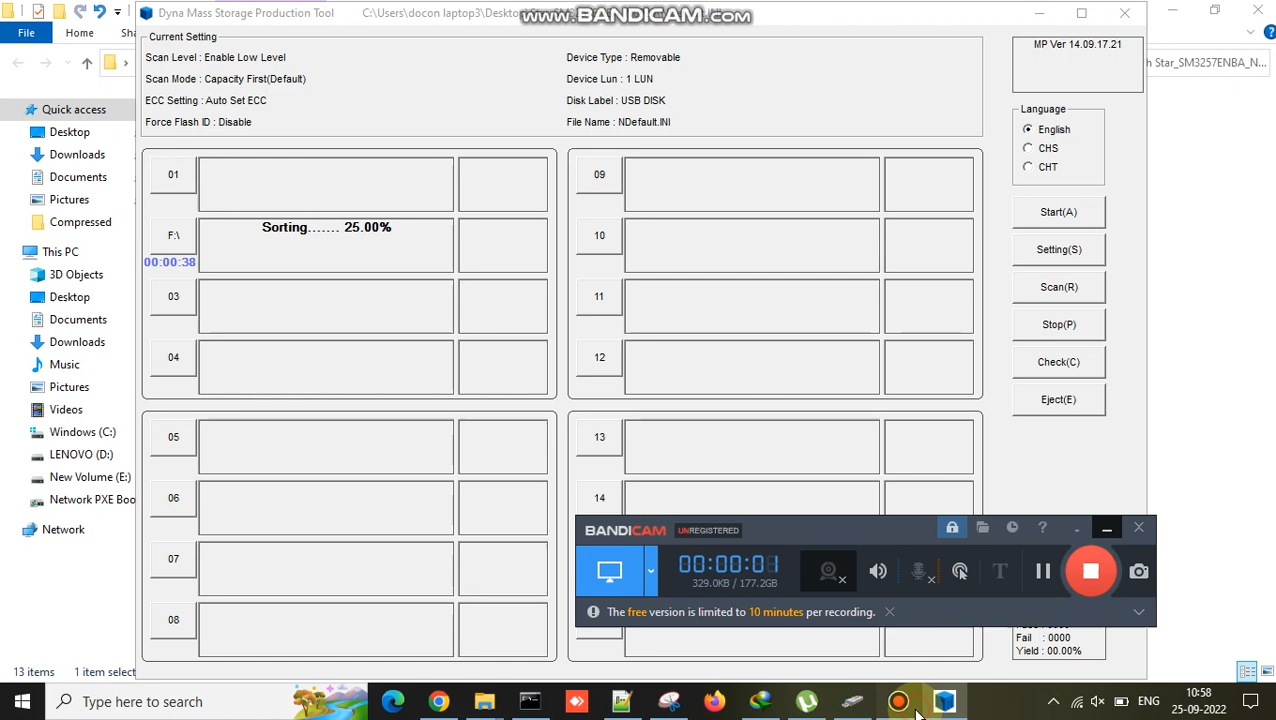 www.BANDICAM.com
File
Home
Sha
Quick access
Desktop
Downloads
Documents
Pictures
Compressed
This PC
3D Objects
Desktop
Documents
Downloads
Music
Pictures
Videos
Windows (C:)
LENOVO (D:)
New Volume (E:)
Network PXE Boo
Network
13 items
1 item select
Dyna Mass Storage Production Tool
C:\Users\docon laptop3\Desktop\
Current Setting
Scan Level : Enable Low Level
Scan Mode : Capacity First(Default)
ECC Setting : Auto Set ECC
Force Flash ID : Disable
Device Type : Removable
Device Lun : 1 LUN
Disk Label : USB DISK
File Name : NDefault.INI
MP Ver 14.09.17.21
h Star_SM3257ENBA_N...
Language
English
CHS
CHT
Start(A)
Setting(S)
Scan(R)
Stop(P)
Check(C)
Eject(E)
01
F:\
Sorting....... 25.00%
00:00:38
03
04
05
06
07
08
09
10
11
12
13
14
BANDICAM UNREGISTERED
00:00:01
329.0KB / 177.2GB
The free version is limited to 10 minutes per recording.
Fail : 0000
Yield : 00.00%
Type here to search
ENG
10:58
25-09-2022